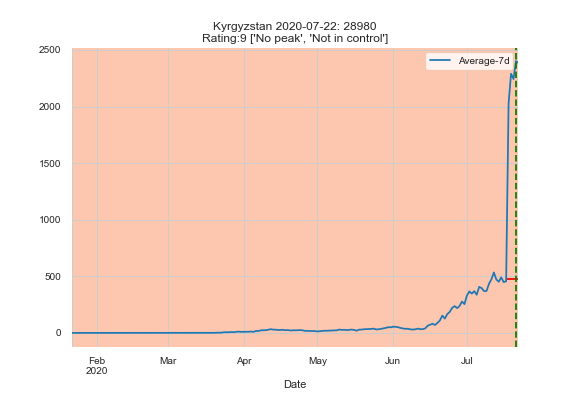 Kyrgyzstan 2020-07-22: 28980
Rating:9 ['No peak', 'Not in control']
Average-7d
2500
2000
1500
1000
500
0
Feb Mar Apr May Jun Jul
2020
Date